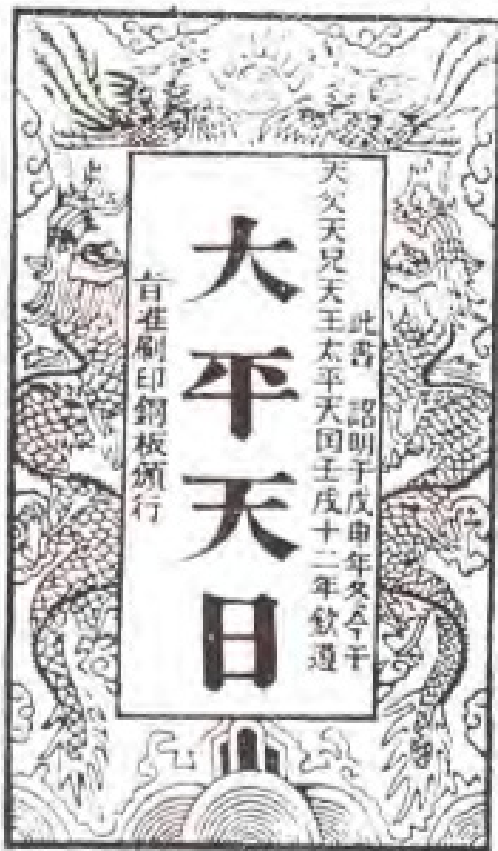 此書 詔明于戊申年冬今于
天父天兄天王太平天囯壬戌十二年欽遵
大平天日
旨准刷印銅板頒行